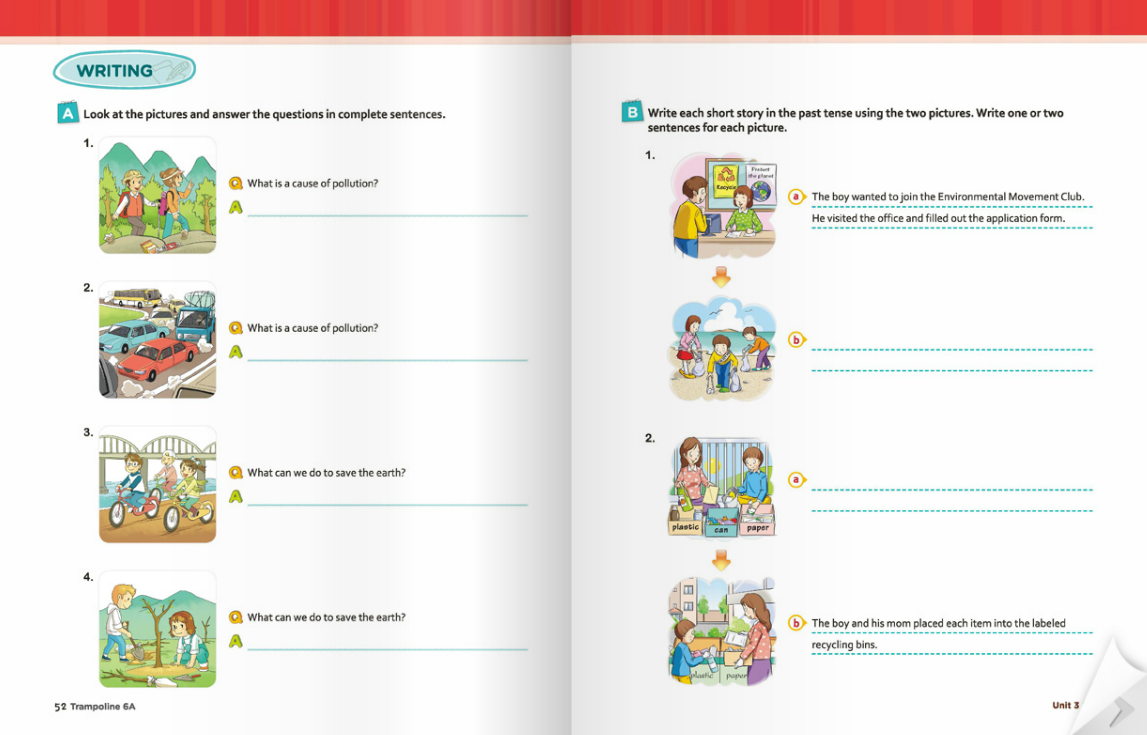 WRITING
A Look at the pictures and answer the questions in complete sentences.
1.
Q What is a cause of pollution?
A
2.
Q What is a cause of pollution?
A
3.
Q What can we do to save the earth?
A
4.
Q What can we do to save the earth?
A
52 Trampoline 6A
B Write each short story in the past tense using the two pictures. Write one or two
sentences for each picture.
1.
Recycle
Protect
the planet
a The boy wanted to join the Environmental Movement Club.
He visited the office and filled out the application form.
b
2.
plastic can paper
a
b The boy and his mom placed each item into the labeled
recycling bins.
plastic paper
Unit 3